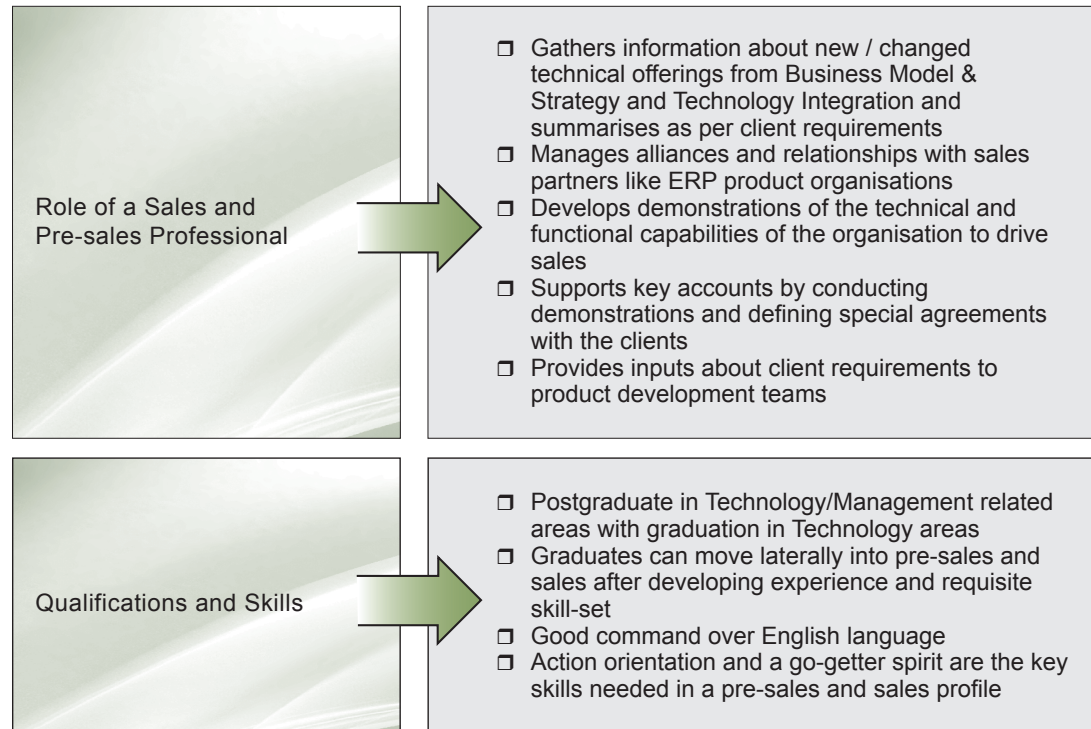 Role of a Sales and
Pre-sales Professional
❒ Gathers information about new / changed
technical offerings from Business Model &
Strategy and Technology Integration and
summarises as per client requirements
❒ Manages alliances and relationships with sales
partners like ERP product organisations
❒ Develops demonstrations of the technical and
functional capabilities of the organisation to drive
sales
❒ Supports key accounts by conducting
demonstrations and defining special agreements
with the clients
❒ Provides inputs about client requirements to
product development teams
Qualifications and Skills
❒ Postgraduate in Technology/Management related
areas with graduation in Technology areas
❒ Graduates can move laterally into pre-sales and
sales after developing experience and requisite
skill-set
❒ Good command over English language
❒ Action orientation and a go-getter spirit are the key
skills needed in a pre-sales and sales profile